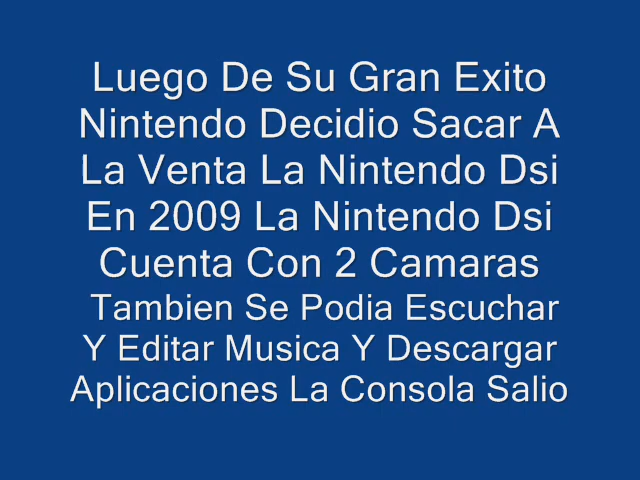 Luego De Su Gran Exito
Nintendo Decidio Sacar A
La Venta La Nintendo Dsi
En 2009 La Nintendo Dsi
Cuenta Con 2 Camaras
Tambien Se Podia Escuchar
Y Editar Musica Y Descargar
Aplicaciones La Consola Salio